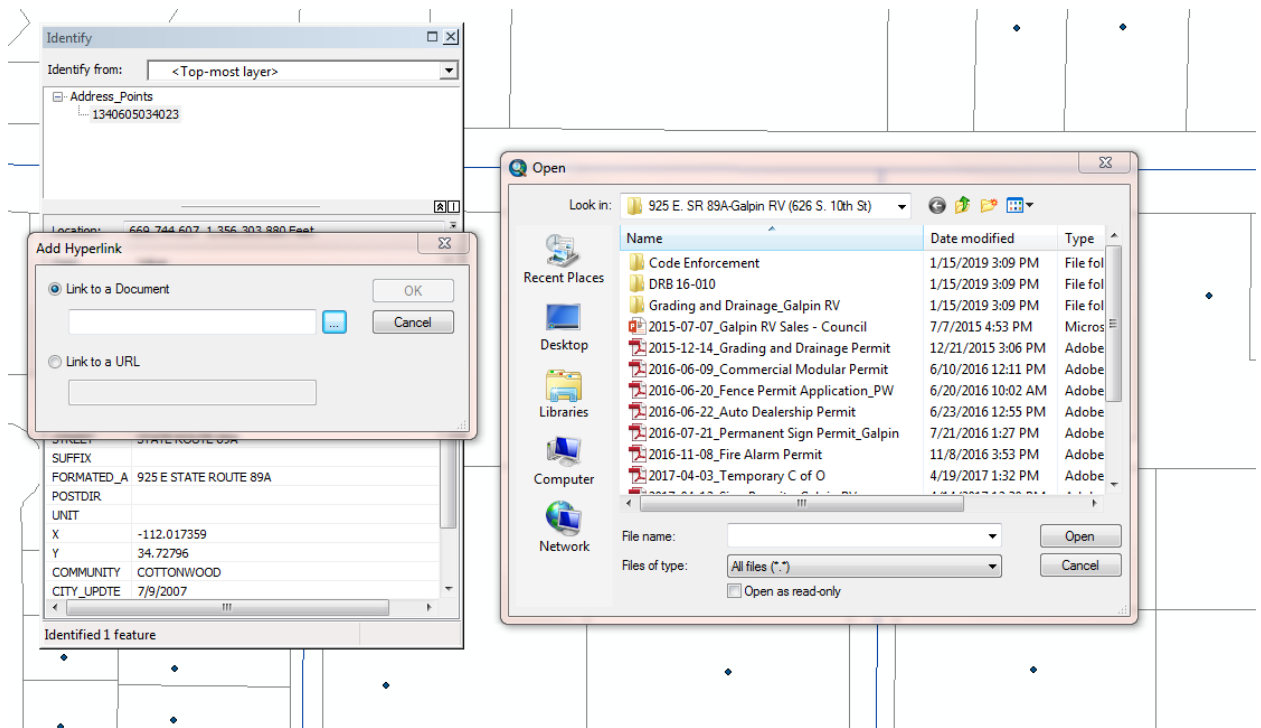 Identify
Identify from: <Top-most layer>
Address_Points
1340605034023
Location: 669,744.607 1,356,303.880 Feet
Add Hyperlink
Link to a Document
OK
...
Cancel
Link to a URL
STREET STATE ROUTE 89A
SUFFIX
FORMATED_A 925 E STATE ROUTE 89A
POSTDIR
UNIT
X -112.017359
Y 34.72796
COMMUNITY COTTONWOOD
CITY_UPDTE 7/9/2007
Identified 1 feature
Open
Look in: 925 E. SR 89A-Galpin RV (626 S. 10th St)
Recent Places
Desktop
Libraries
Computer
Network
Name Date modified Type
Code Enforcement 1/15/2019 3:09 PM File fol
DRB 16-010 1/15/2019 3:09 PM File fol
Grading and Drainage_Galpin RV 1/15/2019 3:09 PM File fol
2015-07-07_Galpin RV Sales - Council 7/7/2015 4:53 PM Micros
2015-12-14_Grading and Drainage Permit 12/21/2015 3:06 PM Adobe
2016-06-09_Commercial Modular Permit 6/10/2016 12:11 PM Adobe
2016-06-20_Fence Permit Application_PW 6/20/2016 10:02 AM Adobe
2016-06-22_Auto Dealership Permit 6/23/2016 12:55 PM Adobe
2016-07-21_Permanent Sign Permit_Galpin 7/21/2016 1:27 PM Adobe
2016-11-08_Fire Alarm Permit 11/8/2016 3:53 PM Adobe
2017-04-03_Temporary C of O 4/19/2017 1:32 PM Adobe
File name:
Open
Files of type: All files (*.*)
Cancel
Open as read-only